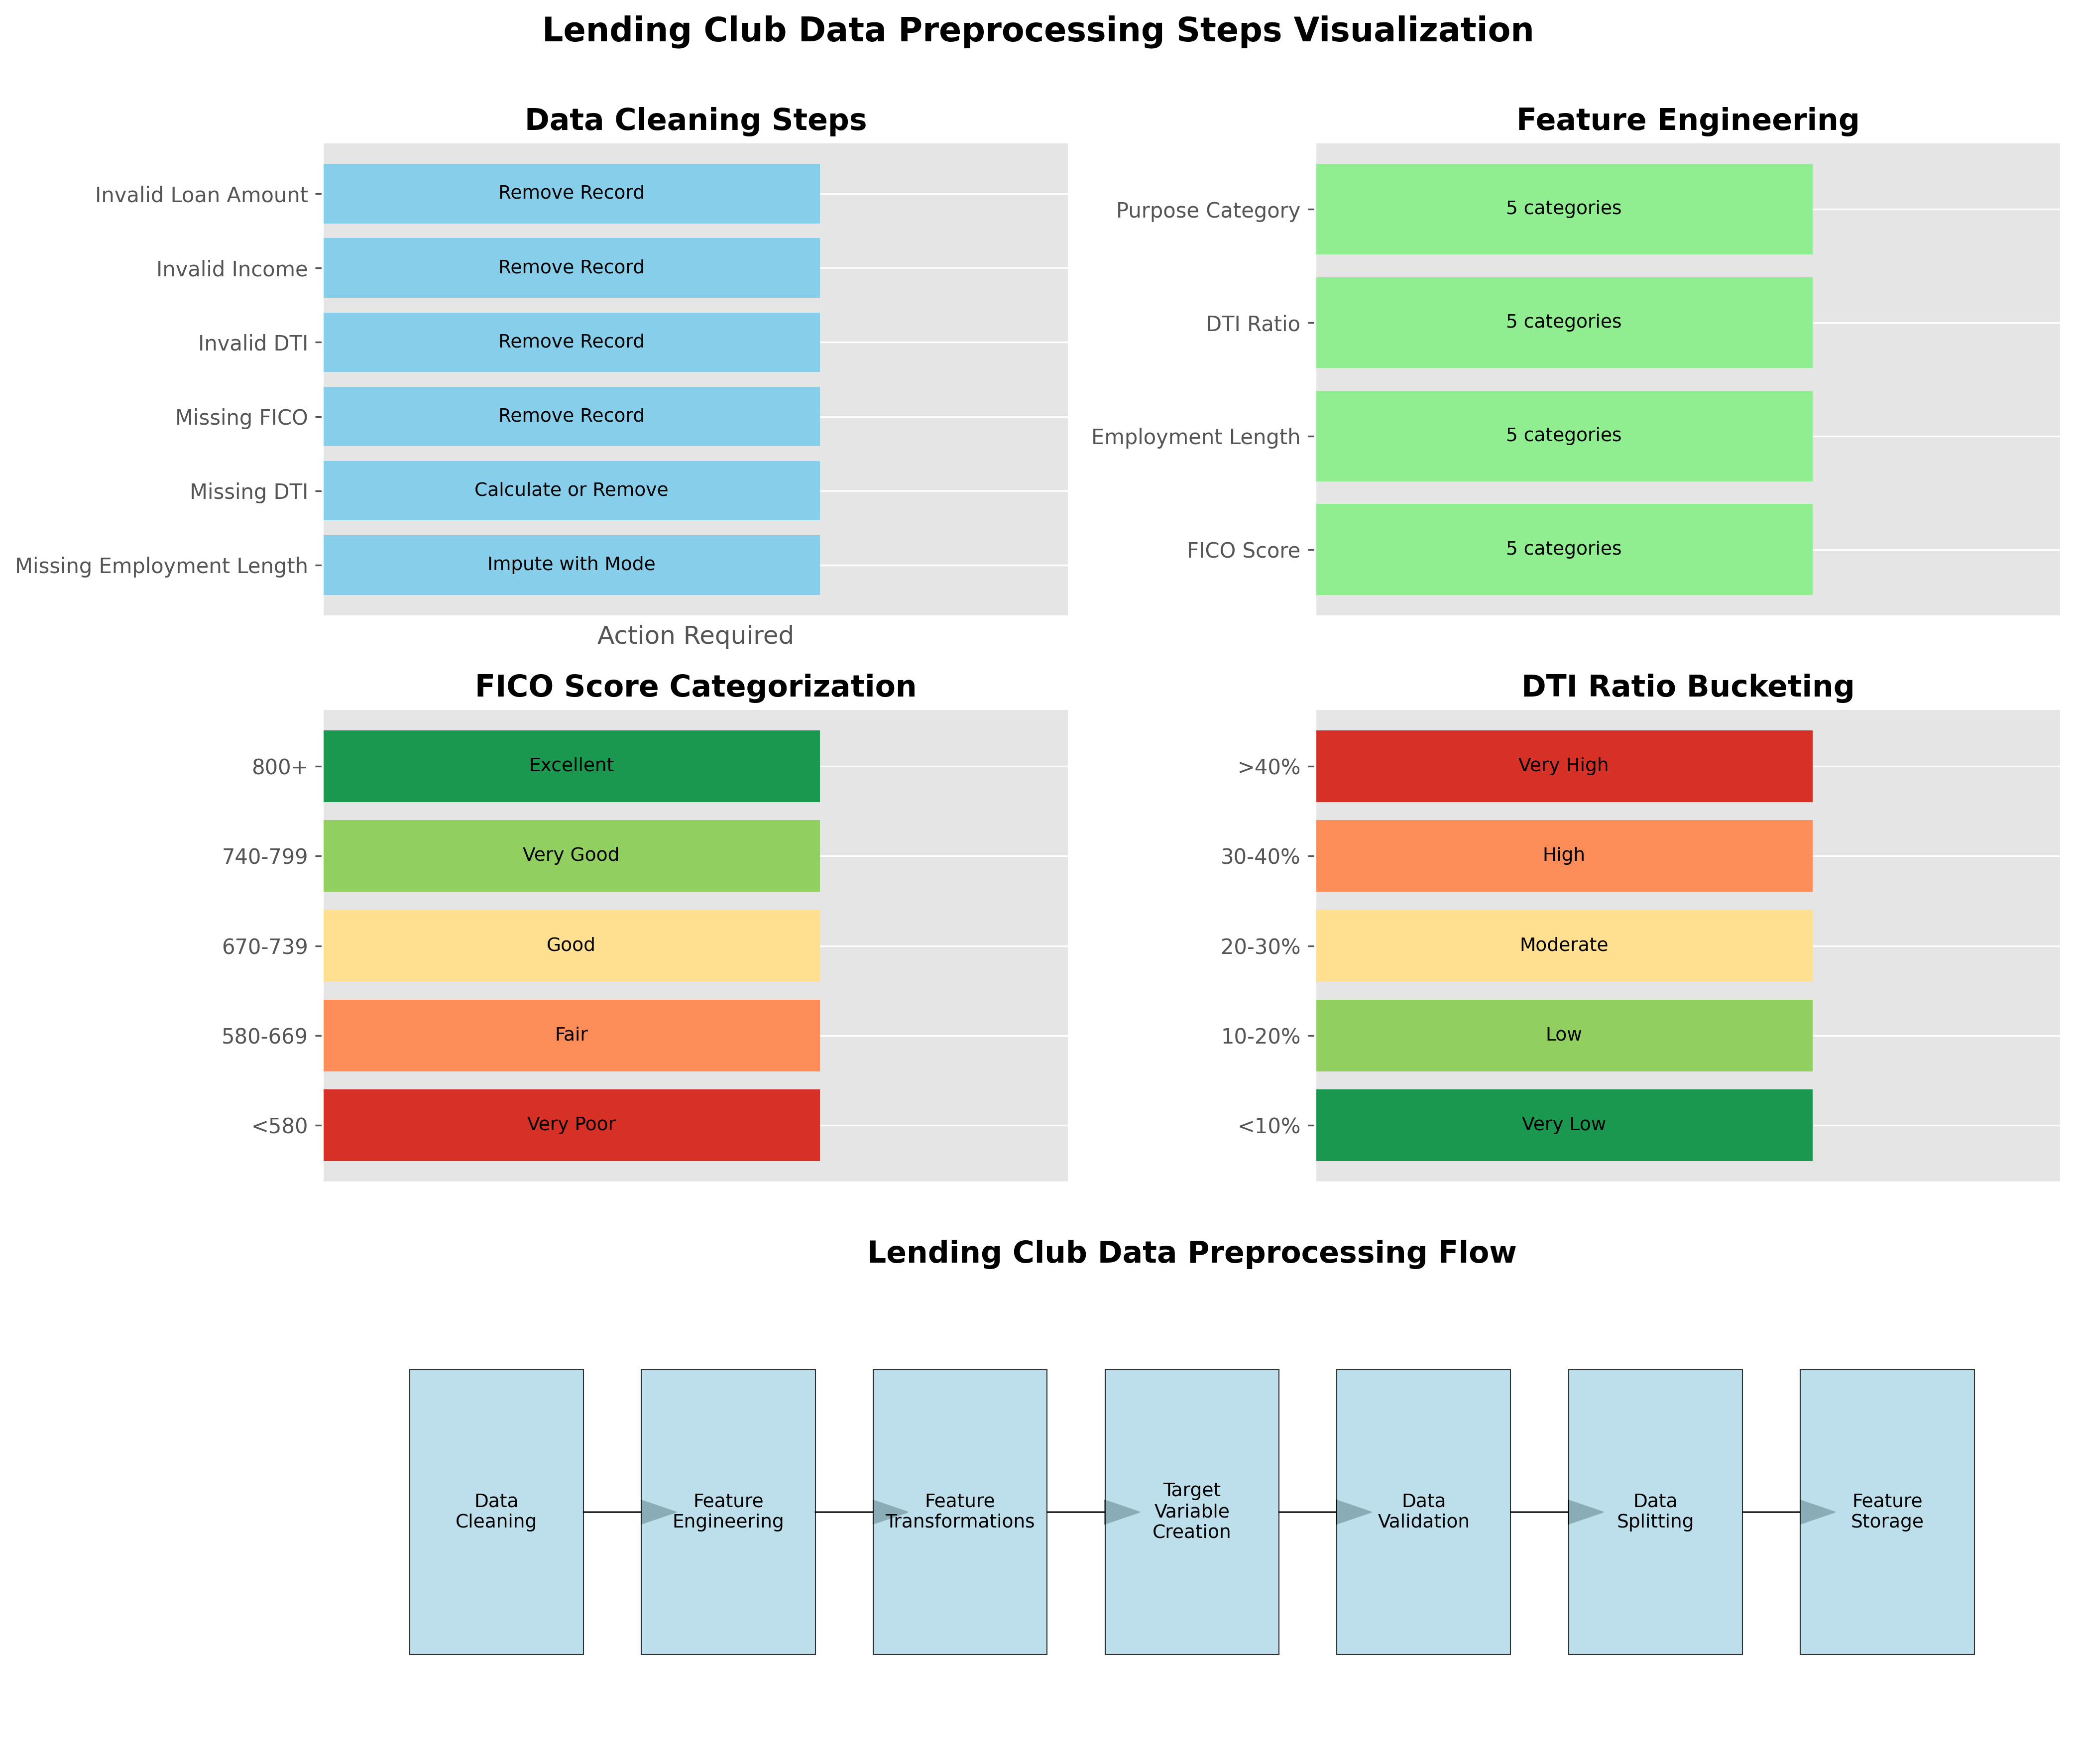 Lending Club Data Preprocessing Steps Visualization
Data Cleaning Steps
Invalid Loan Amount
Remove Record
Invalid Income
Remove Record
Invalid DTI
Remove Record
Missing FICO
Remove Record
Missing DTI
Calculate or Remove
Missing Employment Length
Impute with Mode
Action Required
Feature Engineering
Purpose Category
5 categories
DTI Ratio
5 categories
Employment Length
5 categories
FICO Score
5 categories
FICO Score Categorization
800+
Excellent
740-799
Very Good
670-739
Good
580-669
Fair
<580
Very Poor
DTI Ratio Bucketing
>40%
Very High
30-40%
High
20-30%
Moderate
10-20%
Low
<10%
Very Low
Lending Club Data Preprocessing Flow
Data
Cleaning
Feature
Engineering
Feature
Transformations
Target
Variable
Creation
Data
Validation
Data
Splitting
Feature
Storage